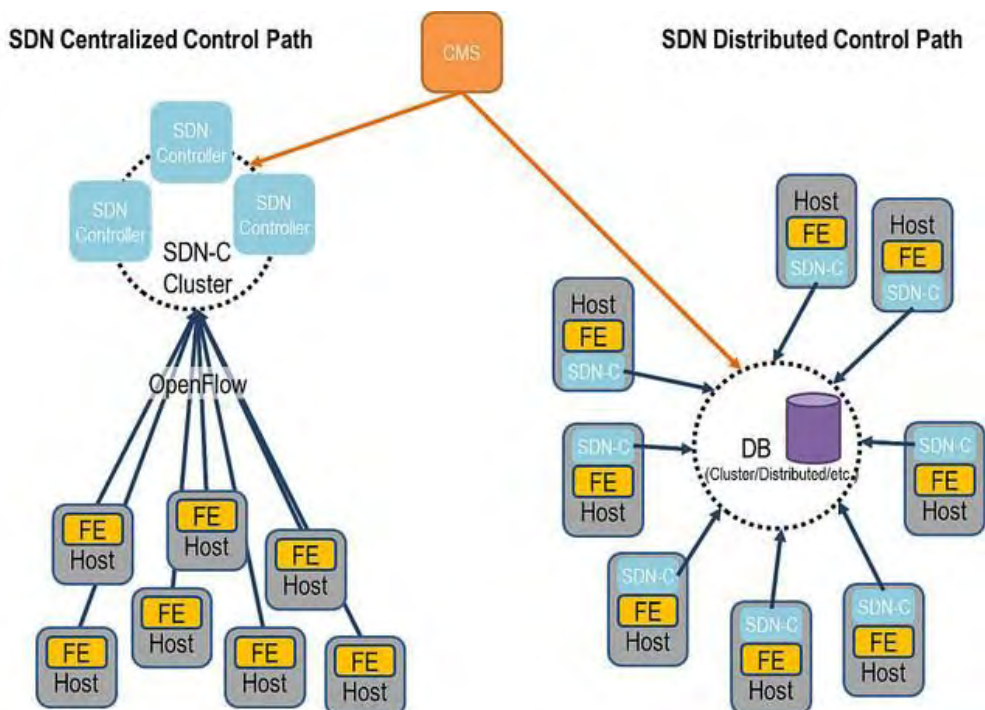 SDN Centralized Control Path
CMS
SDN Distributed Control Path
SDN
Controller
SDN
Controller
SDN
Controller
SDN-C
Cluster
OpenFlow
FE
Host
FE
Host
FE
Host
FE
Host
FE
Host
FE
Host
FE
Host
Host
FE
SDN-C
Host
FE
SDN-C
Host
FE
SDN-C
DB
(Cluster/Distributed/etc.)
SDN-C
FE
Host
SDN-C
FE
Host
SDN-C
FE
Host
SDN-C
FE
Host
SDN-C
FE
Host